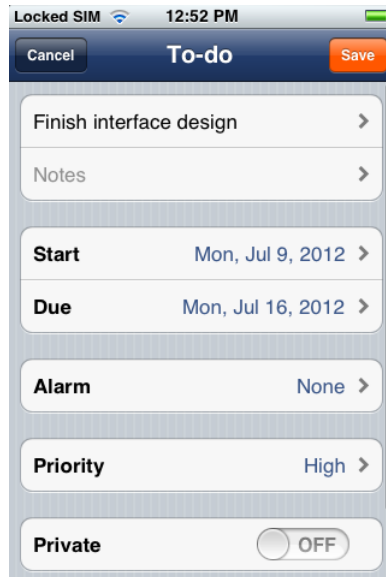 Locked SIM 12:52 PM
Cancel To-do Save
Finish interface design
Notes
Start Mon, Jul 9, 2012
Due Mon, Jul 16, 2012
Alarm None
Priority High
Private OFF